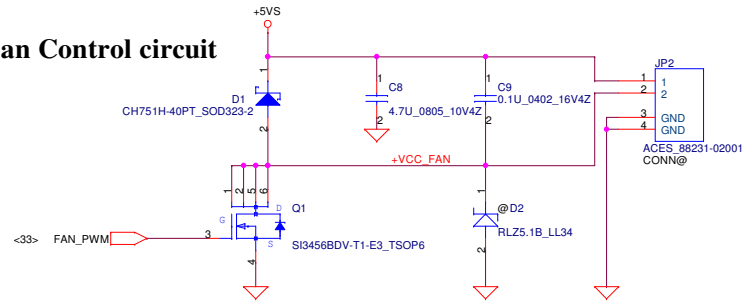 +5VS
an Control circuit
JP2
1
1
1
1
1
2
2
C8
C9
D1
0.1U_0402_16V4Z
CH751H-40PT_SOD323-2
4.7U_0805_10V4Z
3
GND
4
GND
2
2
2
ACES_88231-02001
CONN@
+VCC_FAN
1
2
5
6
1
D
Q1
@D2
G
RLZ5.1B_LL34
<33>
FAN_PWM
3
S
SI3456BDV-T1-E3_TSOP6
2
4